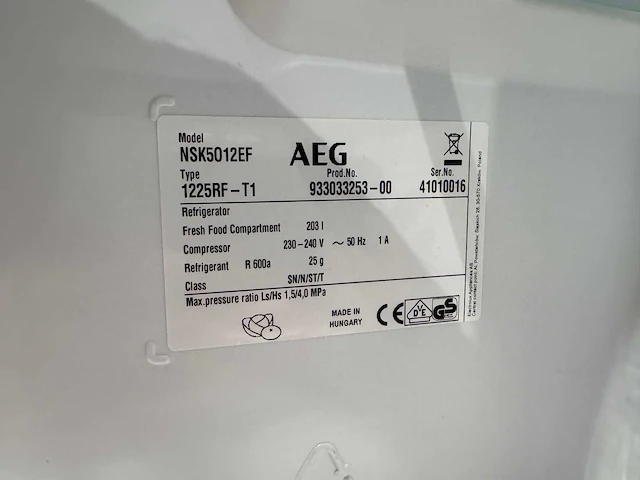 Model
NSK5012EF
AEG
Type
Prod.No.
Ser.No.
1225RF-T1
933033253-00
41010016
Refrigerator
Fresh Food Compartment 203 l
Compressor 230-240 V ~ 50 Hz 1 A
Refrigerant R 600a 25 g
Class SN/N/ST/T
Max.pressure ratio Ls/Hs 1,5/4,0 MPa
MADE IN
HUNGARY
CE
DVE
GS